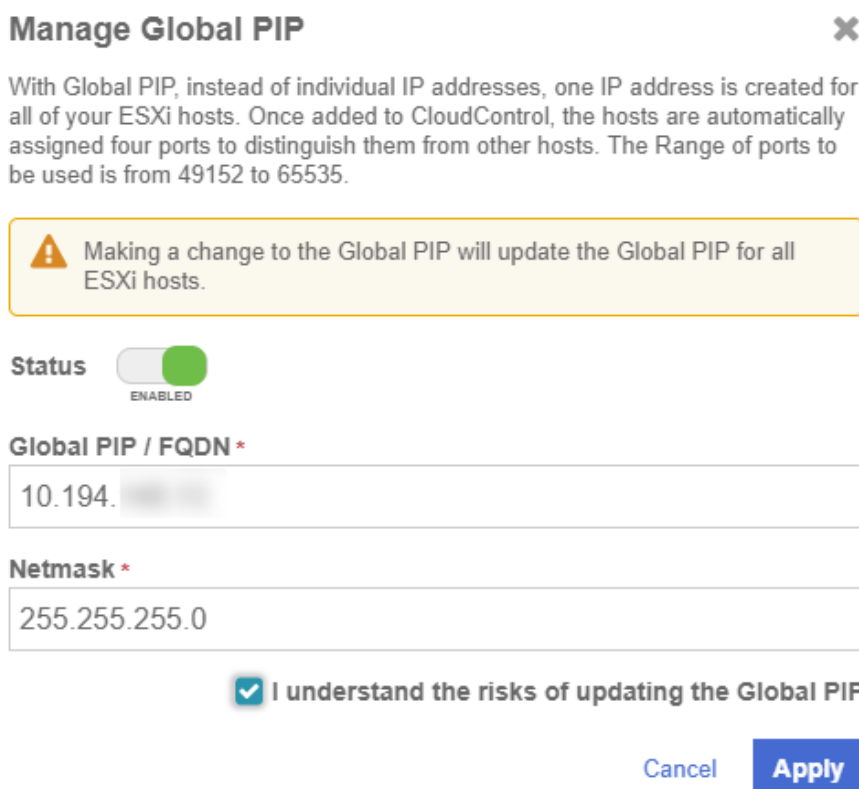 Manage Global PIP
With Global PIP, instead of individual IP addresses, one IP address is created for
all of your ESXi hosts. Once added to CloudControl, the hosts are automatically
assigned four ports to distinguish them from other hosts. The Range of ports to
be used is from 49152 to 65535.
Making a change to the Global PIP will update the Global PIP for all
ESXi hosts.
Status
ENABLED
Global PIP / FQDN *
10.194.
Netmask *
255.255.255.0
I understand the risks of updating the Global PIP
Cancel Apply